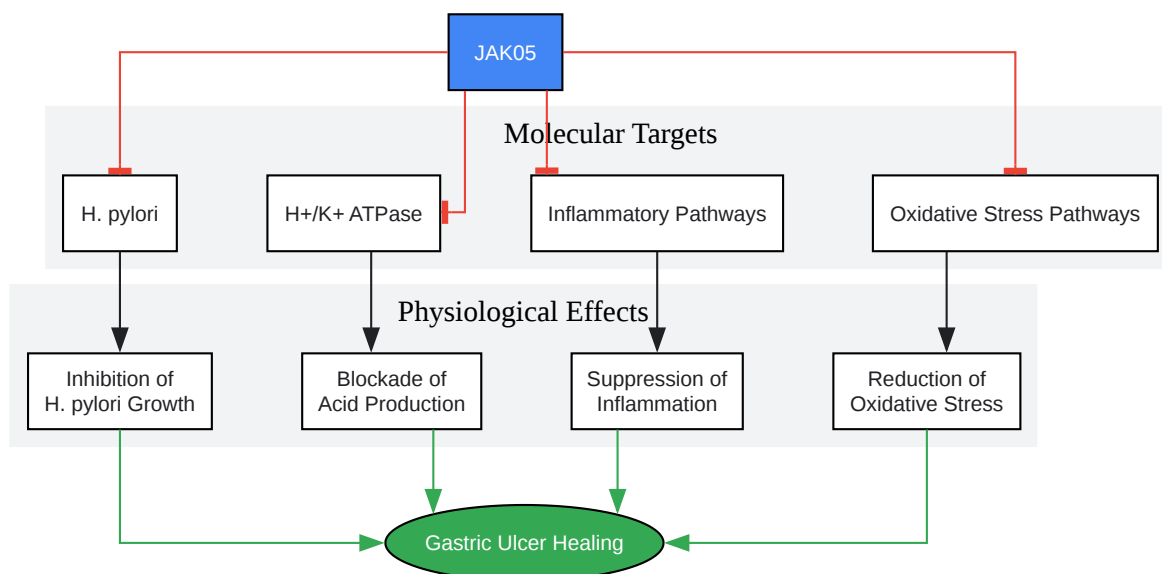 JAK05
Molecular Targets
H. pylori
H+/K+ ATPase
Inflammatory Pathways
Oxidative Stress Pathways
Physiological Effects
Inhibition of
H. pylori Growth
Blockade of
Acid Production
Suppression of
Inflammation
Reduction of
Oxidative Stress
Gastric Ulcer Healing